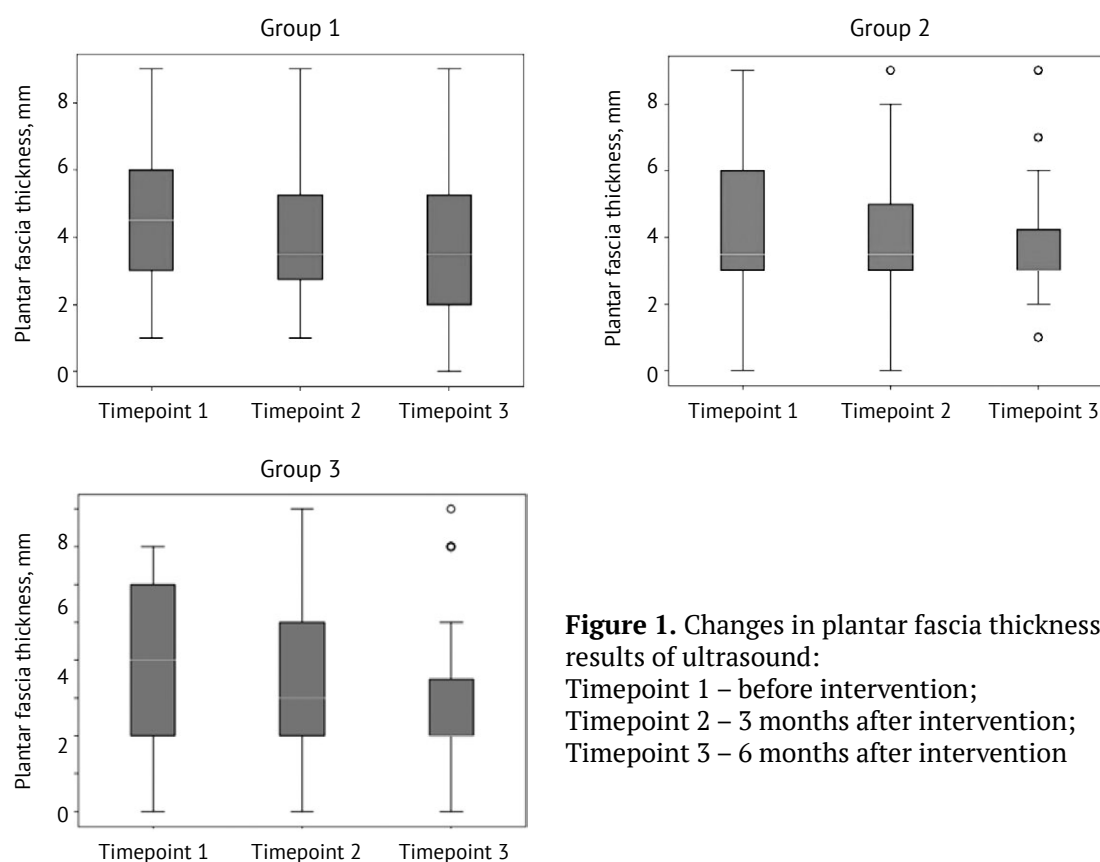 Group 1
Plantar fascia thickness, mm
8
6
4
2
0
Timepoint 1 Timepoint 2 Timepoint 3
Group 2
Plantar fascia thickness, mm
8
6
4
2
0
Timepoint 1 Timepoint 2 Timepoint 3
Group 3
Plantar fascia thickness, mm
8
6
4
2
0
Timepoint 1 Timepoint 2 Timepoint 3
Figure 1. Changes in plantar fascia thickness
results of ultrasound:
Timepoint 1 – before intervention;
Timepoint 2 – 3 months after intervention;
Timepoint 3 – 6 months after intervention